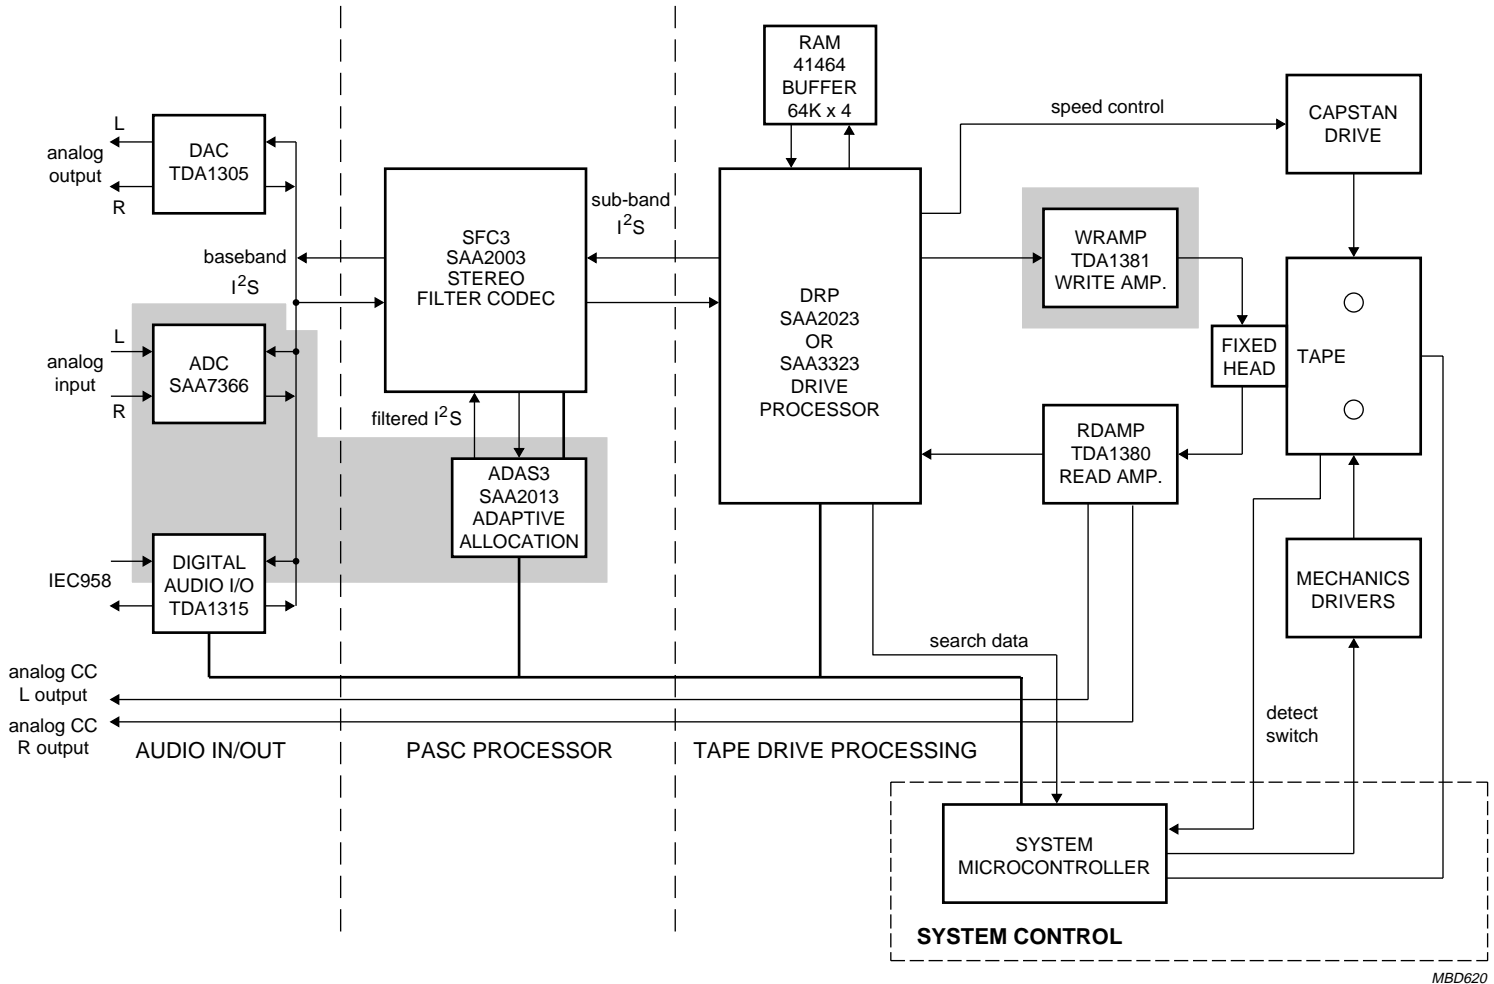 RAM
41464
BUFFER
64K x 4
speed control
CAPSTAN
DRIVE
L
analog
output
R
DAC
TDA1305
sub-band
I2S
SFC3
SAA2003
STEREO
FILTER CODEC
baseband
I2S
WRAMP
TDA1381
WRITE AMP.
DRP
SAA2023
OR
SAA3323
DRIVE
PROCESSOR
FIXED
HEAD
TAPE
L
analog
input
R
ADC
SAA7366
filtered I2S
RDAMP
TDA1380
READ AMP.
ADAS3
SAA2013
ADAPTIVE
ALLOCATION
IEC958
DIGITAL
AUDIO I/O
TDA1315
MECHANICS
DRIVERS
search data
analog CC
L output
analog CC
R output
detect
switch
AUDIO IN/OUT
PASC PROCESSOR
TAPE DRIVE PROCESSING
SYSTEM
MICROCONTROLLER
SYSTEM CONTROL
MBD620